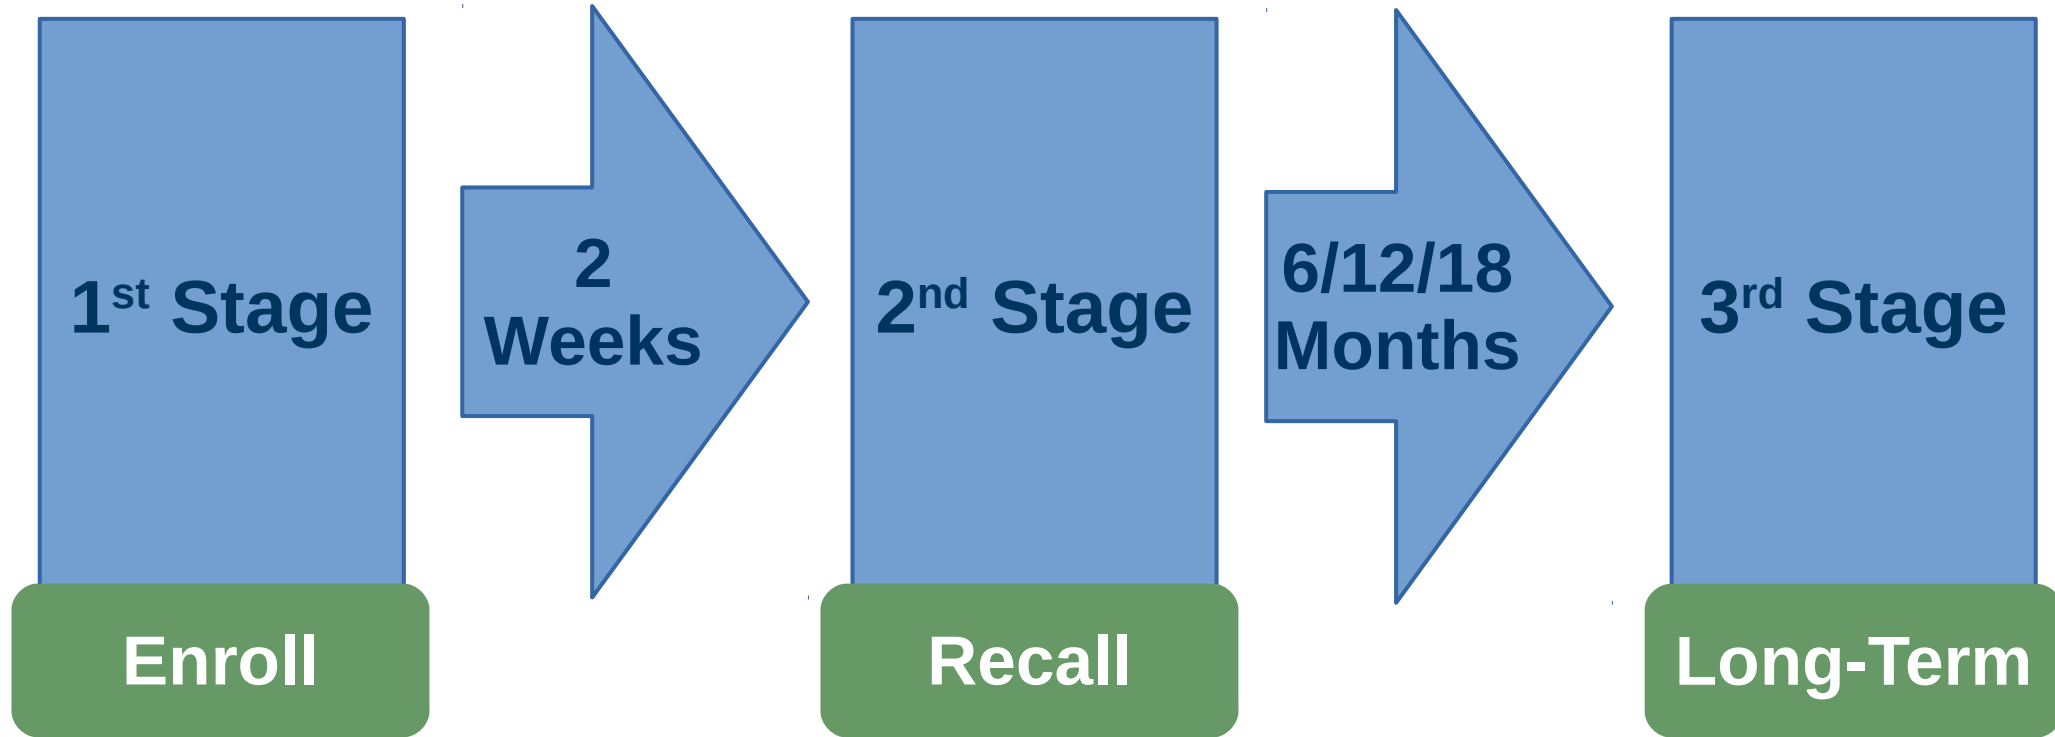 1st Stage
2
Weeks
2nd Stage
6/12/18
Months
3rd Stage
Enroll
Recall
Long-Term